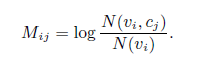 M_{ij} = \log \frac{N(v_i, c_j)}{N(v_i)}.